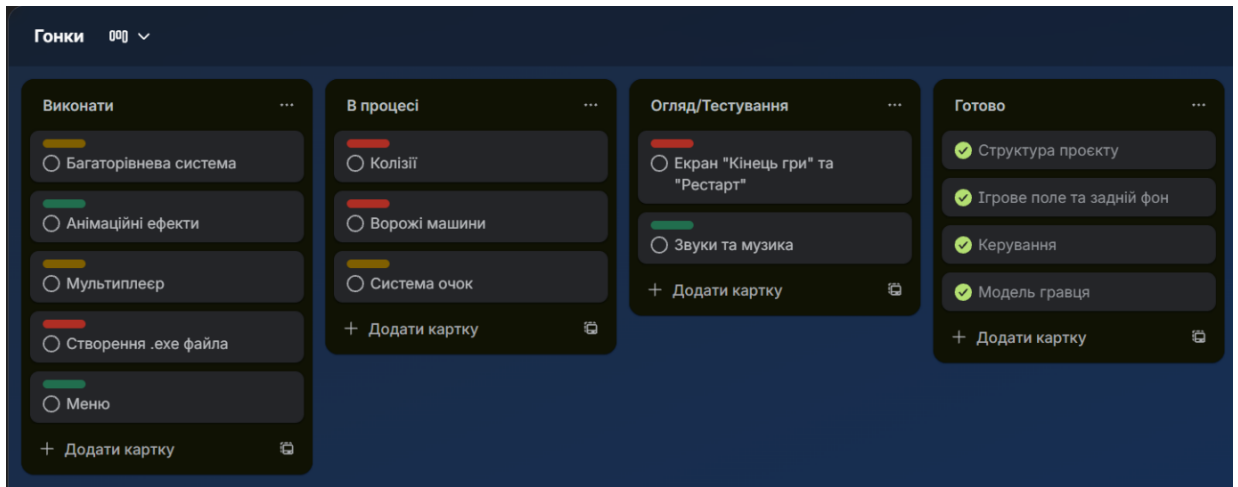 Гонки
Виконати
Багаторівнева система
Анімаційні ефекти
Мультиплеєр
Створення .exe файла
Меню
Додати картку
В процесі
Колізії
Ворожі машини
Система очок
Додати картку
Огляд/Тестування
Екран "Кінець гри" та
"Рестарт"
Звуки та музика
Додати картку
Готово
Структура проєкту
Ігрове поле та задній фон
Керування
Модель гравця
Додати картку